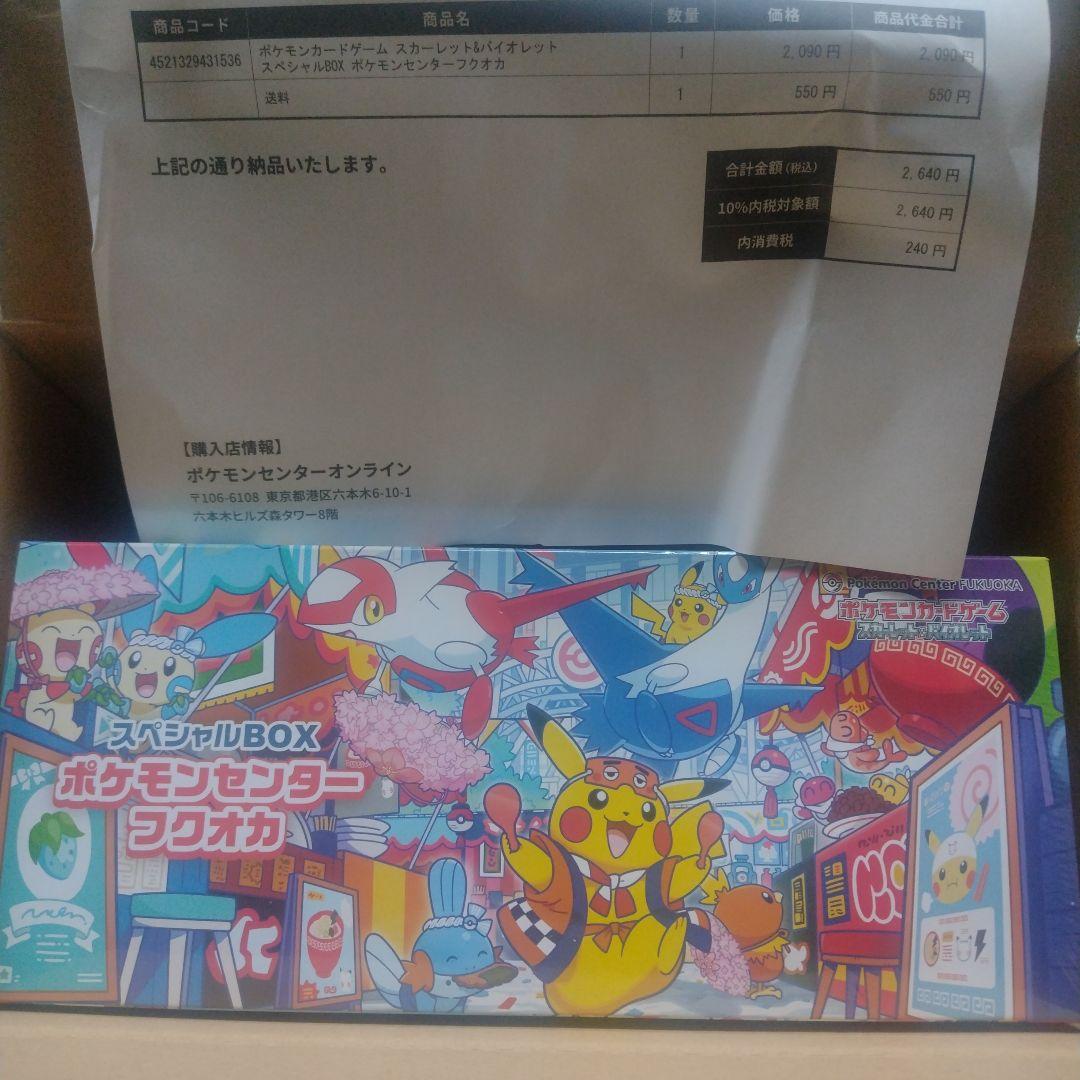 商品コード 商品名 数量 価格 商品代金合計
4521329431536 ポケモンカードゲーム スカーレット&バイオレット 1 2,090円 2,090円
スペシャルBOX ポケモンセンターフクオカ
送料 1 550円 550円
上記の通り納品いたします。
合計金額(税込) 2,640円
10%内税対象額 2,640円
内消費税 240円
【購入店情報】
ポケモンセンターオンライン
〒106-6108 東京都港区六本木6-10-1
六本木ヒルズ森タワー8階
Pokémon Center FUKUOKA
ポケモンカードゲーム
スカーレット&バイオレット
スペシャルBOX
ポケモンセンター
フクオカ